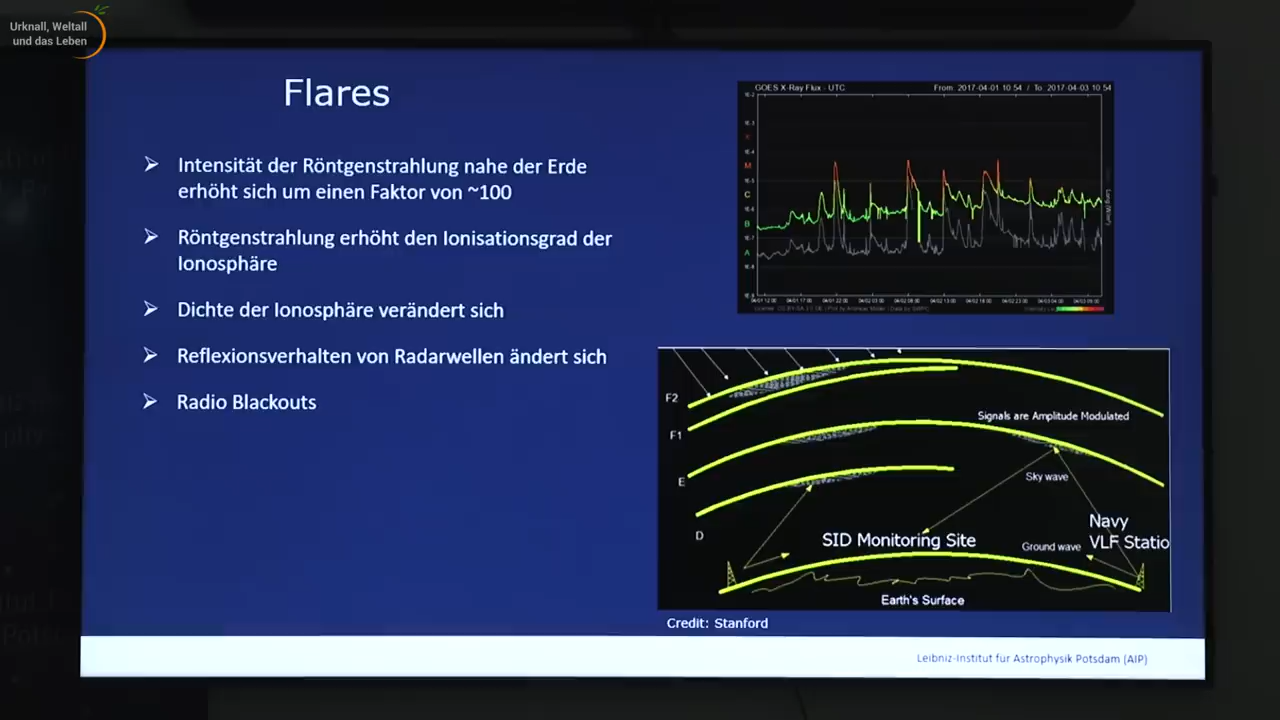 Urknall, Weltall
und das Leben
Flares
Intensität der Röntgenstrahlung nahe der Erde
erhöht sich um einen Faktor von ~100
Röntgenstrahlung erhöht den Ionisationsgrad der
Ionosphäre
Dichte der Ionosphäre verändert sich
Reflexionsverhalten von Radarwellen ändert sich
Radio Blackouts
GOES X-Ray Flux - UTC
From: 2017-04-01 10:54 / To: 2017-04-03 10:54
M
C
B
A
F2
F1
E
D
Signals are Amplitude Modulated
Sky wave
Navy
VLF Statio
SID Monitoring Site
Ground wave
Earth's Surface
Credit: Stanford
Leibniz-Institut für Astrophysik Potsdam (AIP)